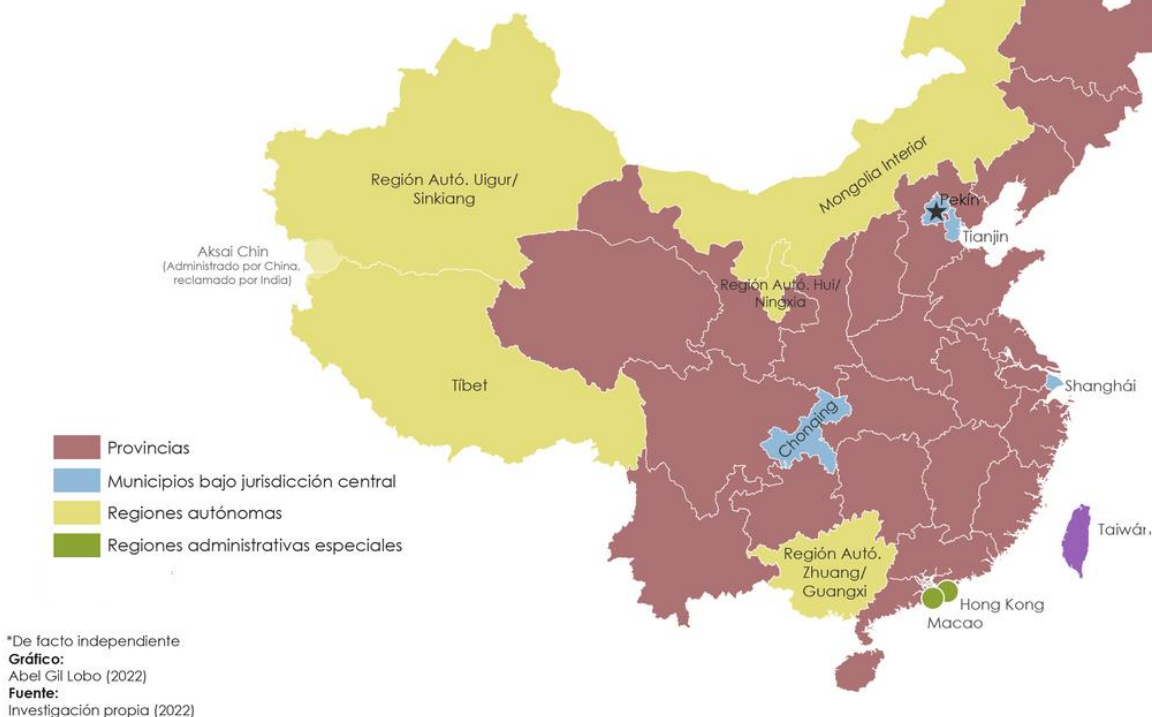 Región Autó. Uigur/
Sinkiang
Mongolia Interior
Pekín
Tianjin
Aksai Chin
(Administrado por China,
reclamado por India)
Región Autó. Hui/
Ningxia
Tíbet
Shanghái
Chonqing
Provincias
Municipios bajo jurisdicción central
Regiones autónomas
Regiones administrativas especiales
Taiwán
Región Autó.
Zhuang/
Guangxi
Hong Kong
Macao
*De facto independiente
Gráfico:
Abel Gil Lobo (2022)
Fuente:
Investigación propia (2022)